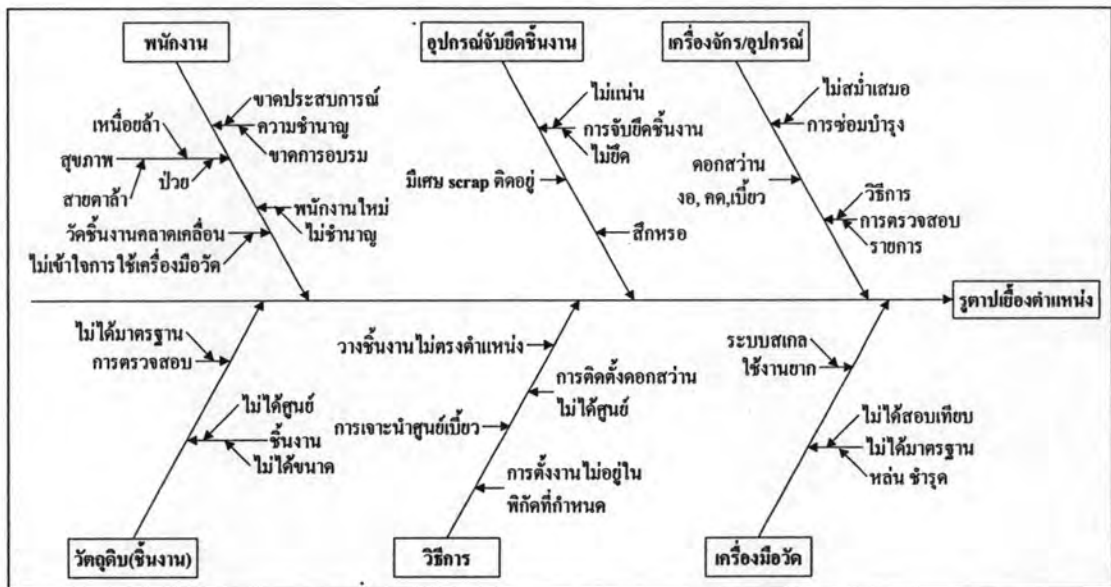 พนักงาน
อุปกรณ์จับยึดชิ้นงาน
เครื่องจักร/อุปกรณ์
ขาดประสบการณ์
ความชำนาญ
ขาดการอบรม
เหนื่อยล้า
สุขภาพ
ป่วย
สายตาล้า
พนักงานใหม่
ไม่ชำนาญ
วัดชิ้นงานคลาดเคลื่อน
ไม่เข้าใจการใช้เครื่องมือวัด
ไม่แน่น
การจับยึดชิ้นงาน
ไม่ยึด
มีเศษ scrap ติดอยู่
สึกหรอ
ไม่สม่ำเสมอ
การซ่อมบำรุง
ดอกสว่าน
งอ, คด,เบี้ยว
วิธีการ
การตรวจสอบ
รายการ
รูตาปเยื้องตำแหน่ง
ไม่ได้มาตรฐาน
การตรวจสอบ
ไม่ได้ศูนย์
ชิ้นงาน
ไม่ได้ขนาด
วางชิ้นงานไม่ตรงตำแหน่ง
การติดตั้งดอกสว่าน
ไม่ได้ศูนย์
การเจาะนำศูนย์เบี้ยว
การตั้งงานไม่อยู่ใน
พิกัดที่กำหนด
ระบบสเกล
ใช้งานยาก
ไม่ได้สอบเทียบ
ไม่ได้มาตรฐาน
หล่น ชำรุด
วัตถุดิบ(ชิ้นงาน)
วิธีการ
เครื่องมือวัด